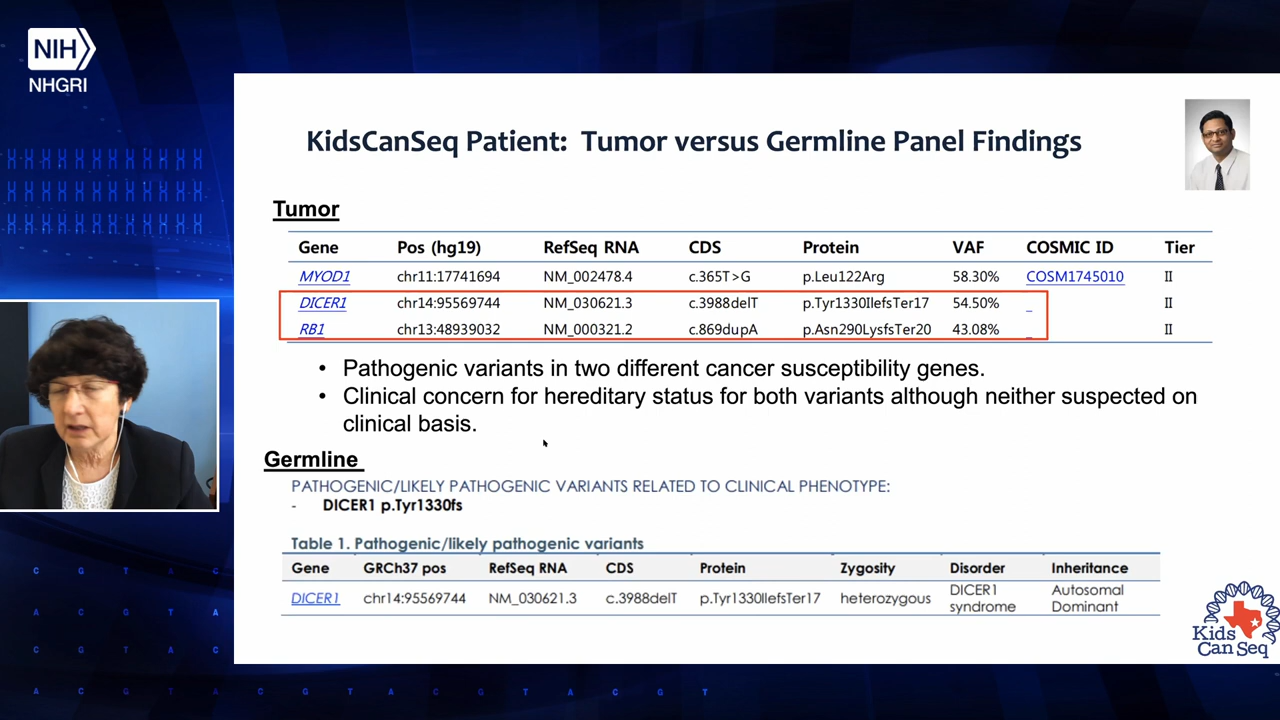 NIH
NHGRI
KidsCanSeq Patient: Tumor versus Germline Panel Findings
Tumor
Gene Pos (hg19) RefSeq RNA CDS Protein VAF COSMIC ID Tier
MYOD1 chr11:17741694 NM_002478.4 c.365T>G p.Leu122Arg 58.30% COSM1745010 II
DICER1 chr14:95569744 NM_030621.3 c.3988delT p.Tyr1330IlefsTer17 54.50% II
RB1 chr13:48939032 NM_000321.2 c.869dupA p.Asn290LysfsTer20 43.08% II
• Pathogenic variants in two different cancer susceptibility genes.
• Clinical concern for hereditary status for both variants although neither suspected on
clinical basis.
Germline
PATHOGENIC/LIKELY PATHOGENIC VARIANTS RELATED TO CLINICAL PHENOTYPE:
- DICER1 p.Tyr1330fs
Table 1. Pathogenic/likely pathogenic variants
Gene GRCh37 pos RefSeq RNA CDS Protein Zygosity Disorder Inheritance
DICER1 chr14:95569744 NM_030621.3 c.3988delT p.Tyr1330IlefsTer17 heterozygous DICER1 syndrome Autosomal Dominant
Kids
Can Seq
C G T A C
A C G T A
C G T A C
A C G T A C G T A C G T A C G T